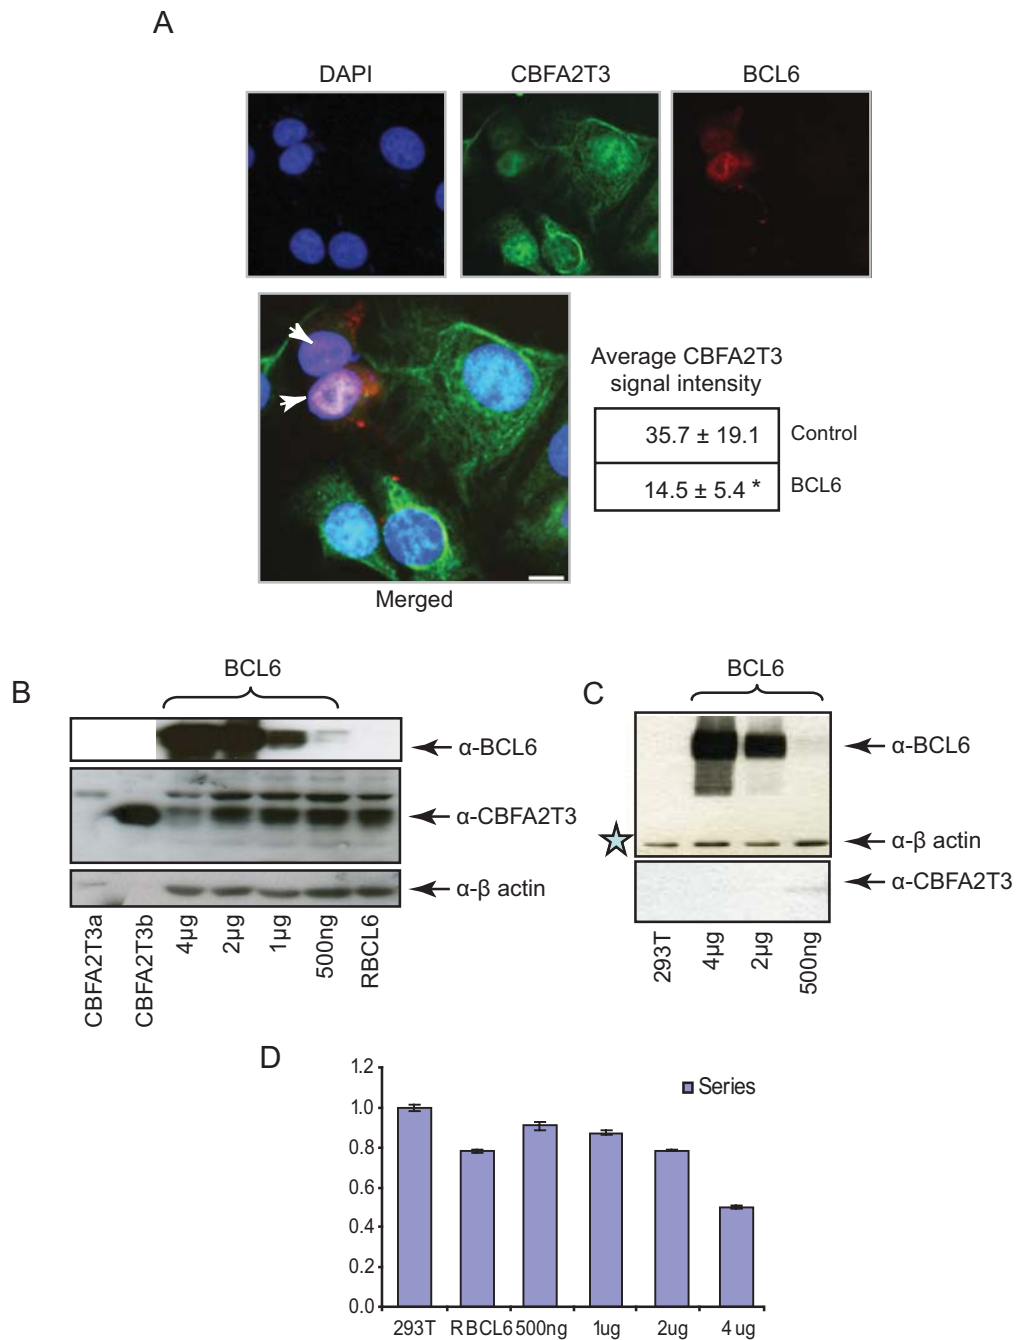 A
DAPI
CBFA2T3
BCL6
Average CBFA2T3
signal intensity
35.7 ± 19.1
Control
14.5 ± 5.4 *
BCL6
Merged
B
BCL6
α-BCL6
α-CBFA2T3
α-β actin
CBFA2T3a
CBFA2T3b
4µg
2µg
1µg
500ng
RBCL6
C
BCL6
α-BCL6
α-β actin
α-CBFA2T3
293T
4µg
2µg
500ng
D
Series
1.2
1.0
0.8
0.6
0.4
0.2
0.0
293T RBCL6 500ng 1ug 2ug 4 ug